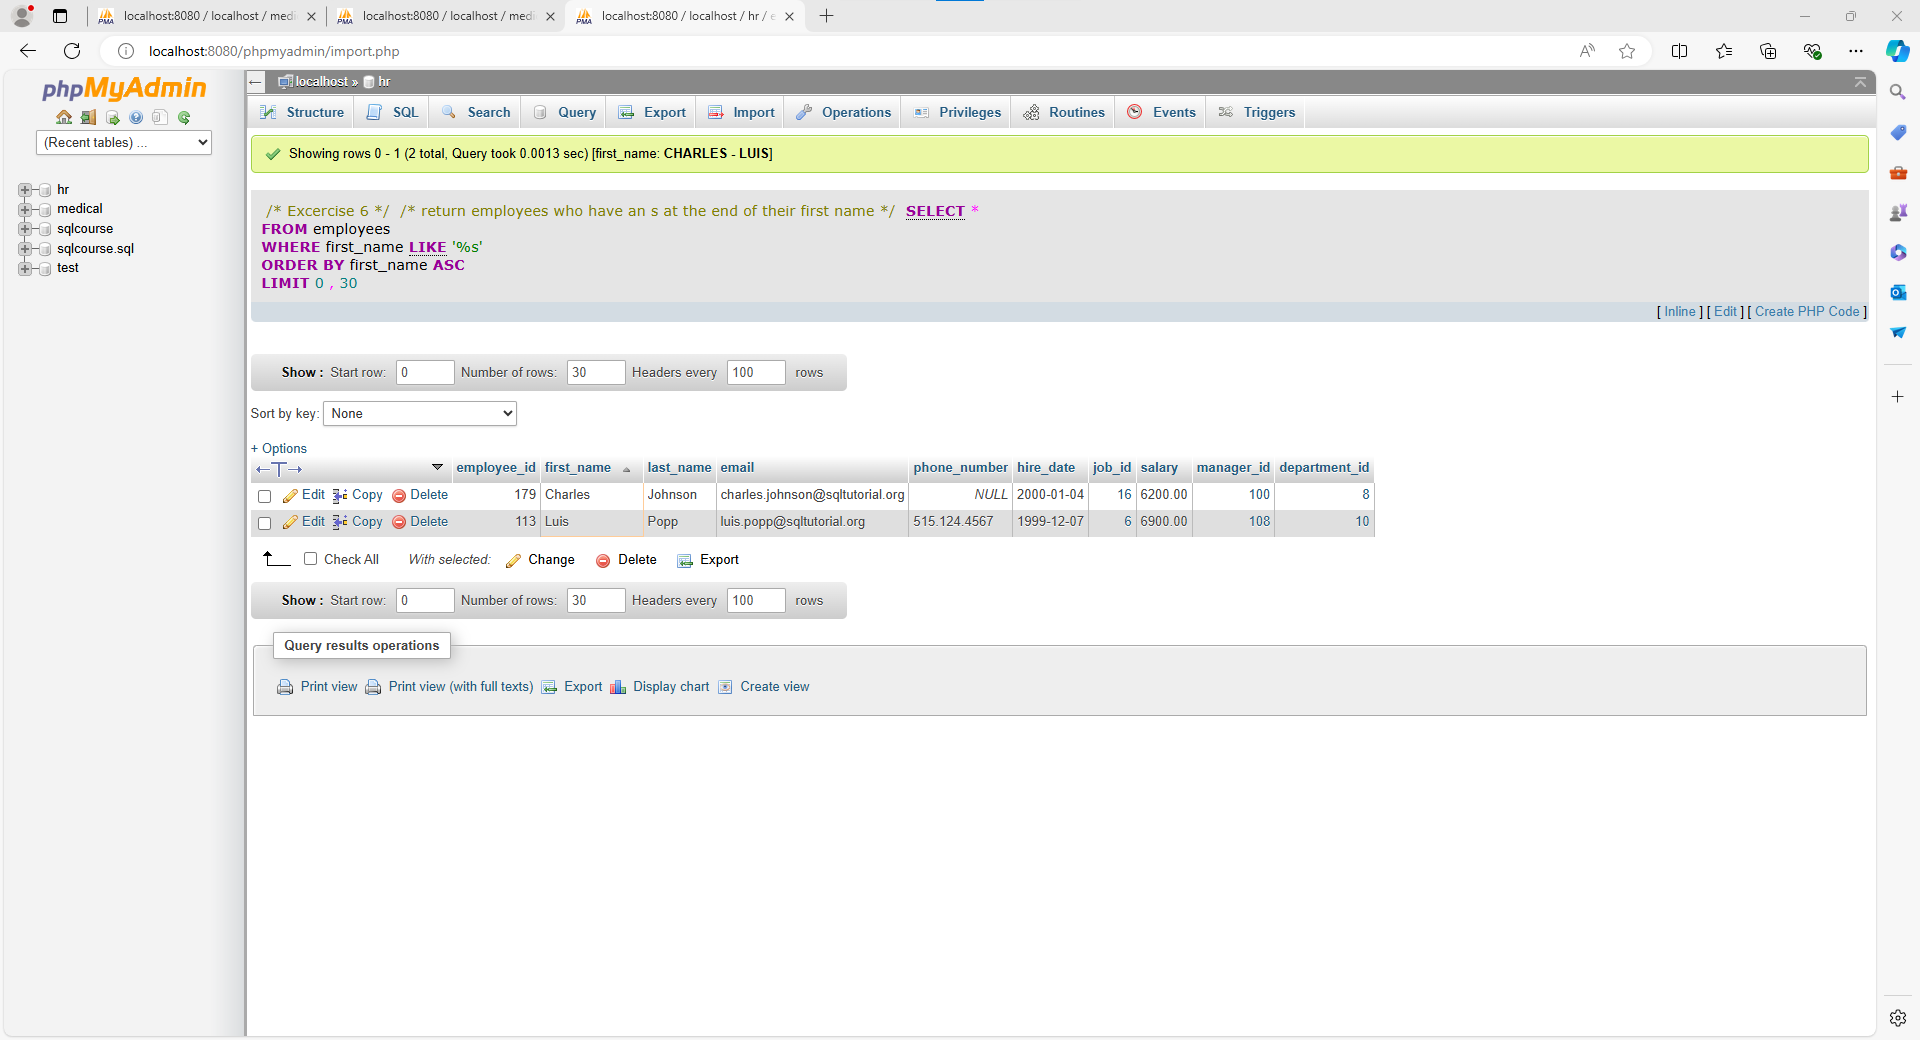 localhost:8080 / localhost / medi
localhost:8080 / localhost / medi
localhost:8080 / localhost / hr / e
localhost:8080/phpmyadmin/import.php
phpMyAdmin
(Recent tables) ...
hr
medical
sqlcourse
sqlcourse.sql
test
localhost » hr
Structure SQL Search Query Export Import Operations Privileges Routines Events Triggers
Showing rows 0 - 1 (2 total, Query took 0.0013 sec) [first_name: CHARLES - LUIS]
/* Excercise 6 */ /* return employees who have an s at the end of their first name */ SELECT *
FROM employees
WHERE first_name LIKE '%s'
ORDER BY first_name ASC
LIMIT 0 , 30
[ Inline ] [ Edit ] [ Create PHP Code ]
Show : Start row: 0 Number of rows: 30 Headers every 100 rows
Sort by key: None
+ Options
employee_id first_name last_name email phone_number hire_date job_id salary manager_id department_id
Edit Copy Delete 179 Charles Johnson charles.johnson@sqltutorial.org NULL 2000-01-04 16 6200.00 100 8
Edit Copy Delete 113 Luis Popp luis.popp@sqltutorial.org 515.124.4567 1999-12-07 6 6900.00 108 10
Check All With selected: Change Delete Export
Show : Start row: 0 Number of rows: 30 Headers every 100 rows
Query results operations
Print view Print view (with full texts) Export Display chart Create view